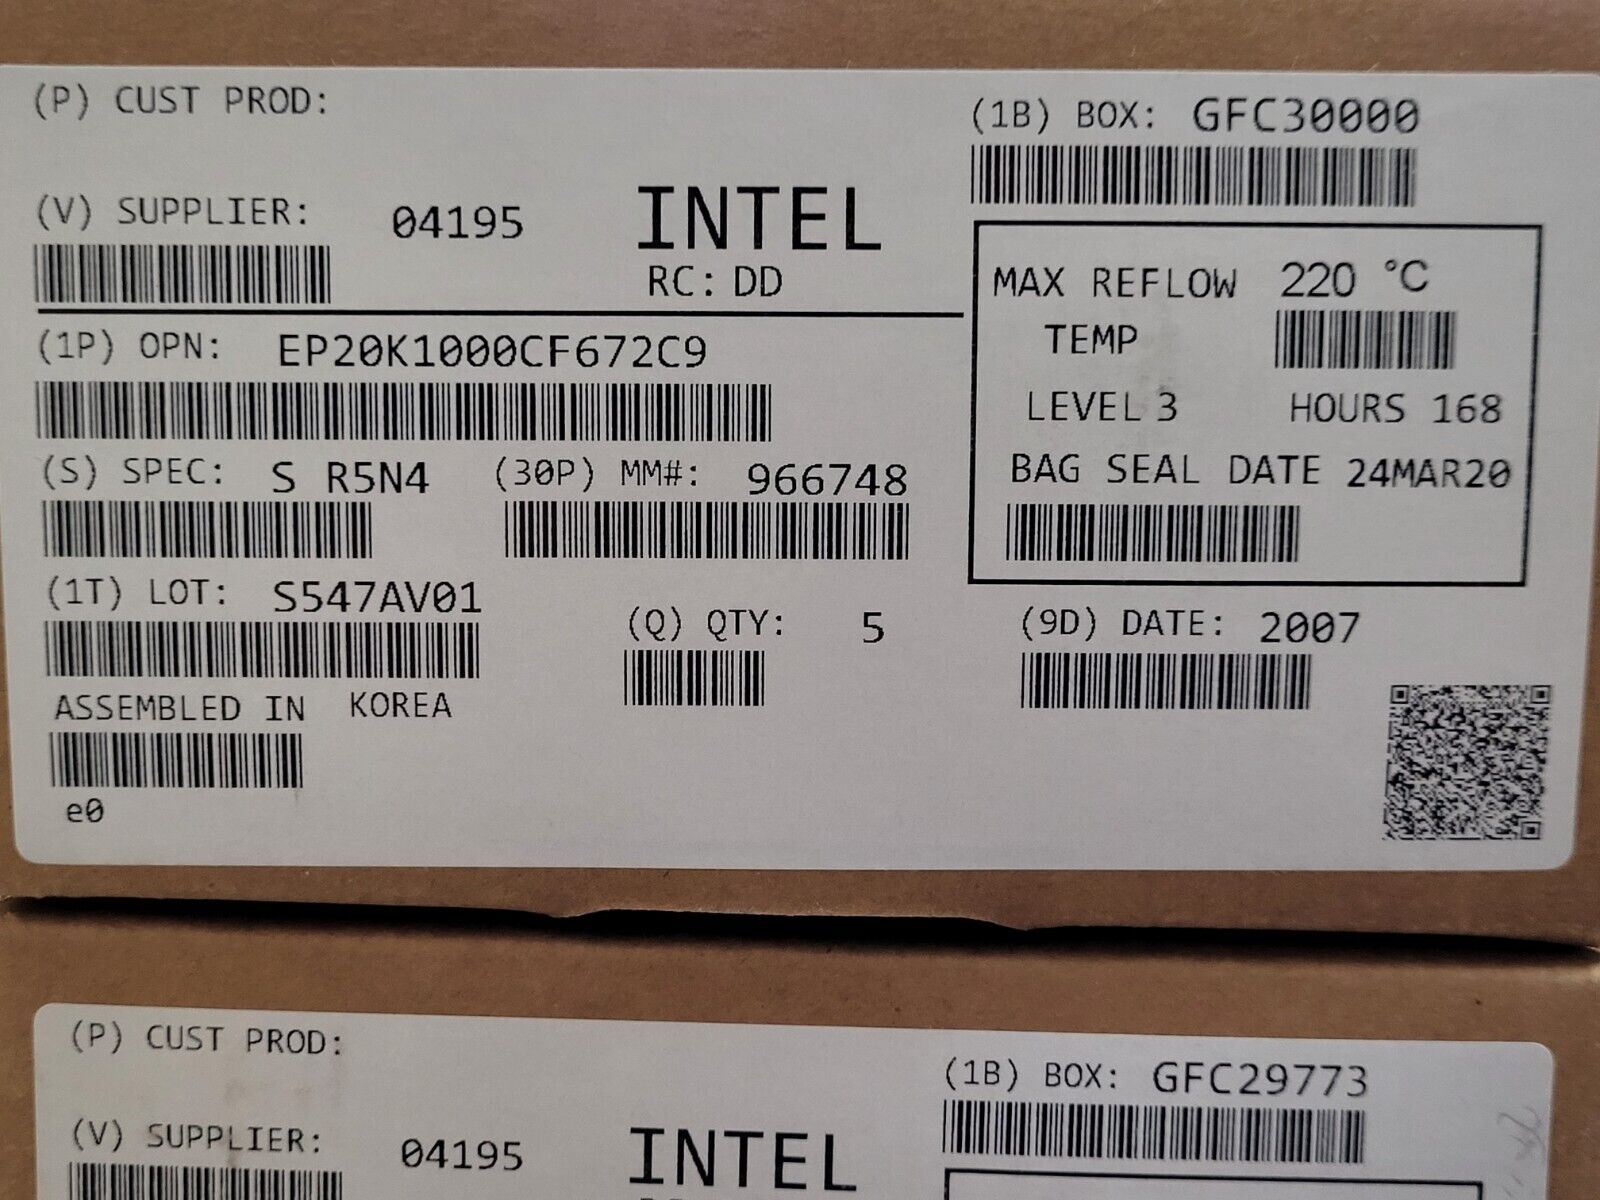 (P) CUST PROD:
(1B) BOX: GFC30000
(V) SUPPLIER: 04195
INTEL
RC: DD
MAX REFLOW 220 °C
TEMP
LEVEL 3 HOURS 168
BAG SEAL DATE 24MAR20
(1P) OPN: EP20K1000CF672C9
(S) SPEC: S R5N4
(30P) MM#: 966748
(1T) LOT: S547AV01
(Q) QTY: 5
(9D) DATE: 2007
ASSEMBLED IN KOREA
e0
(P) CUST PROD:
(1B) BOX: GFC29773
(V) SUPPLIER: 04195
INTEL